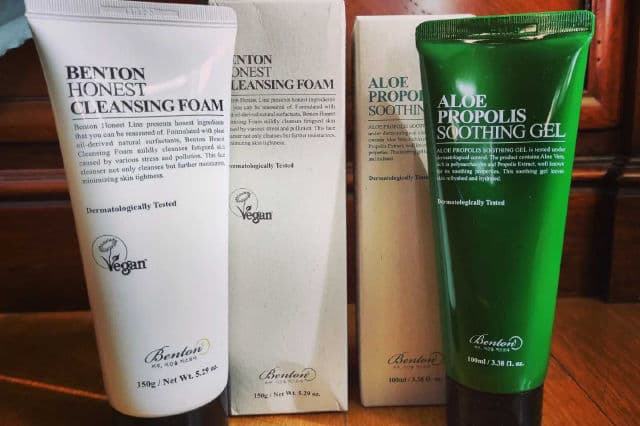 BENTON
HONEST
CLEANSING FOAM
Benton Honest Line presents honest ingredients
that you can be reassured of. Formulated with plant
oil-derived natural surfactants, Benton Honest
Cleansing Foam mildly cleanses fatigued skin
caused by various stress and pollution. This face
cleanser not only cleanses but further moisturizes,
minimizing skin tightness.
Dermatologically Tested
Vegan
Benton
150g / Net Wt. 5.29 oz.
BENTON
HONEST
CLEANSING FOAM
Dermatologically Tested
Vegan
Benton
150g / Net Wt. 5.29 oz.
ALOE
PROPOLIS
SOOTHING
Dermatologically Tested
Benton
100ml / 3.38 fl. oz.
ALOE
PROPOLIS
SOOTHING GEL
ALOE PROPOLIS SOOTHING GEL is tested under
dermatological control. The product contains Aloe Vera,
rich in polysaccharides and Propolis Extract, well known
for its soothing properties. This soothing gel leaves
skin refreshed and hydrated.
Dermatologically Tested
Benton
100ml / 3.38 fl. oz.